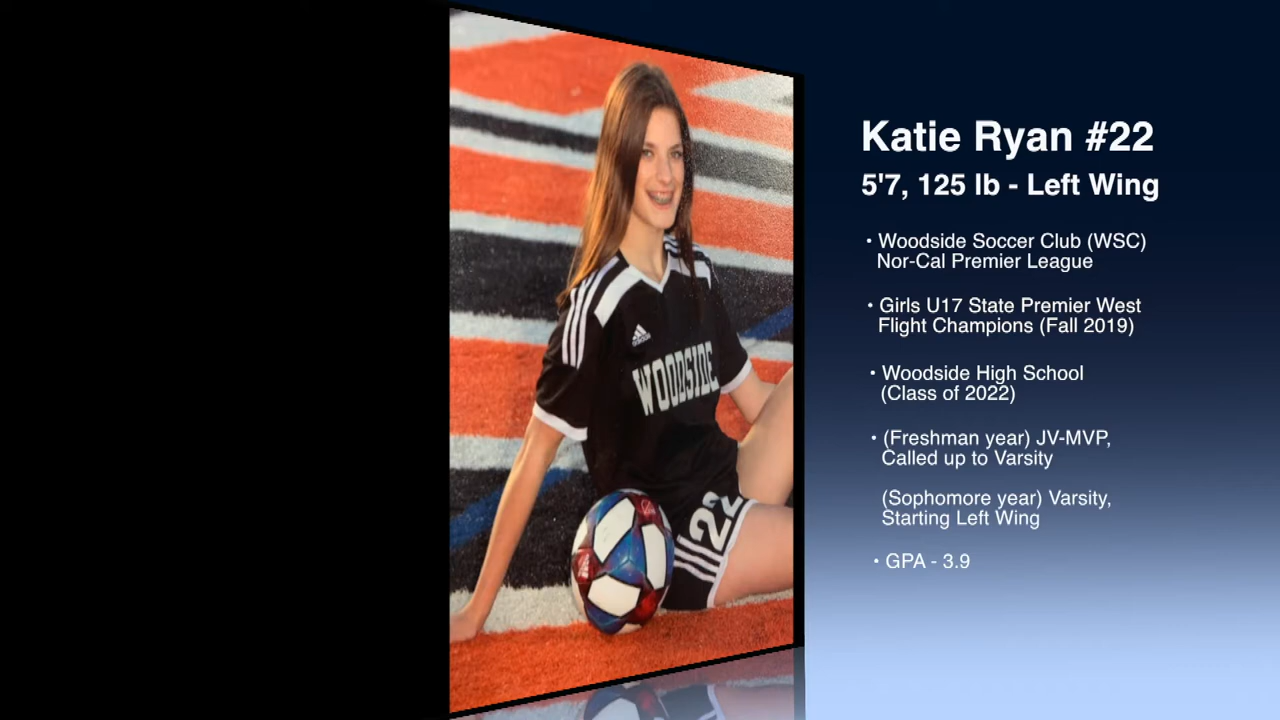 Katie Ryan #22
5'7, 125 lb - Left Wing
• Woodside Soccer Club (WSC)
Nor-Cal Premier League
• Girls U17 State Premier West
Flight Champions (Fall 2019)
• Woodside High School
(Class of 2022)
• (Freshman year) JV-MVP,
Called up to Varsity
(Sophomore year) Varsity,
Starting Left Wing
• GPA - 3.9
adidas
WOODSIDE
22